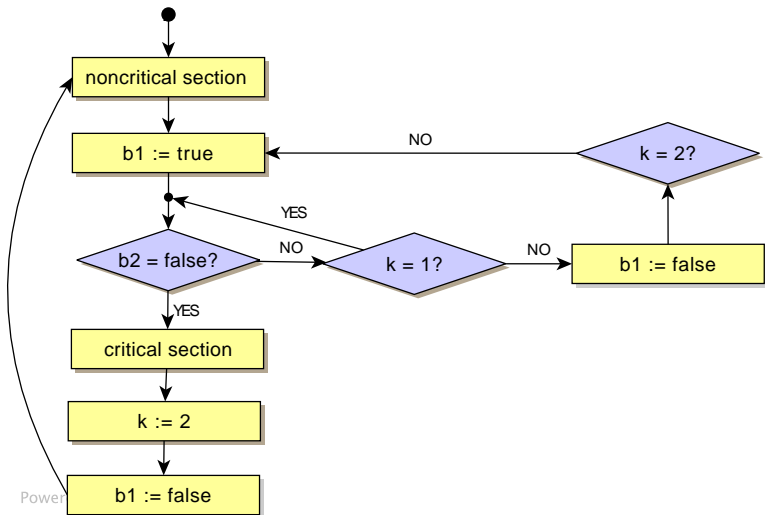 noncritical section
b1 := true
NO
k = 2?
YES
b2 = false?
NO
k = 1?
NO
b1 := false
YES
critical section
k := 2
Power
b1 := false